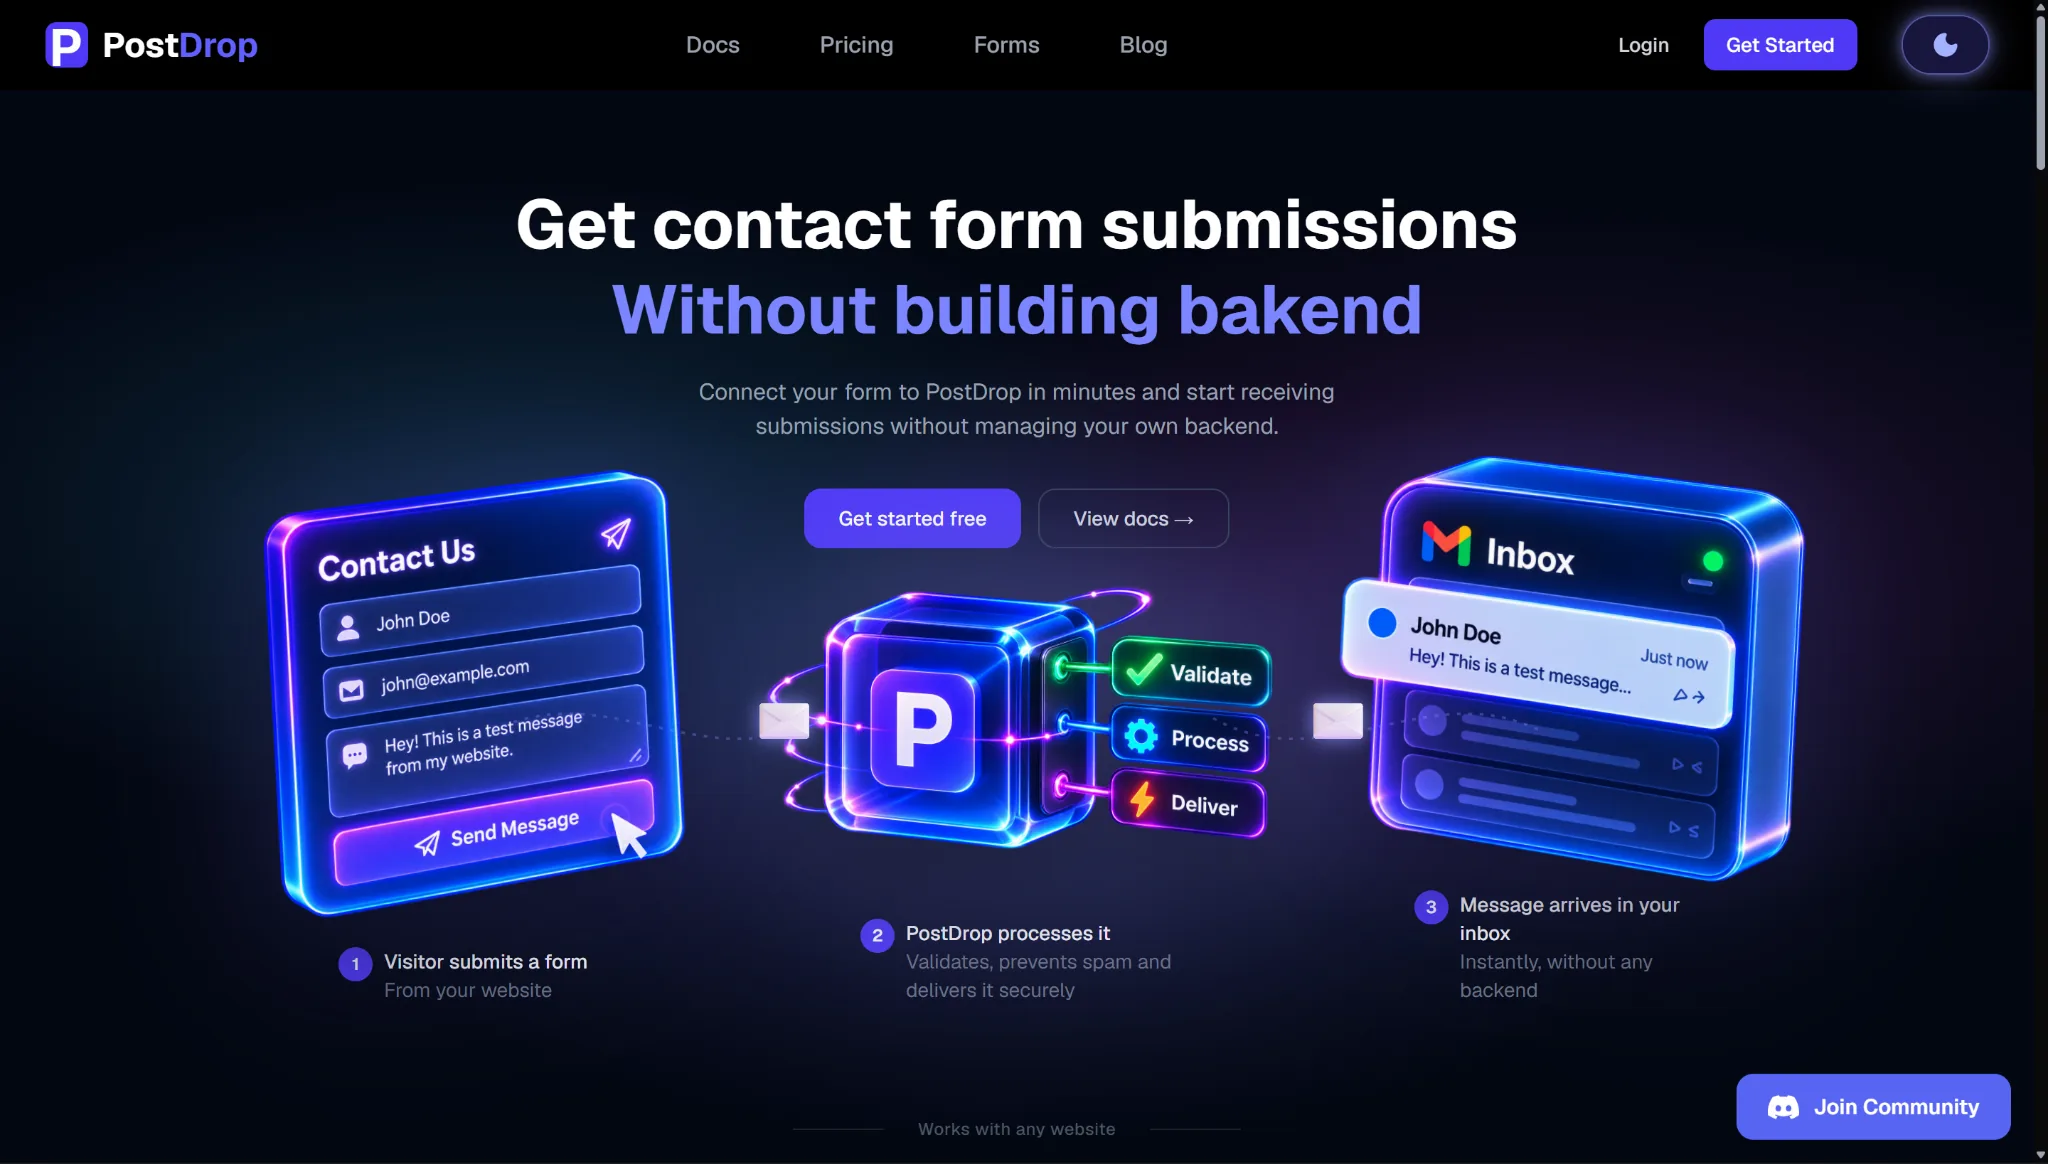 PostDrop
Docs
Pricing
Forms
Blog
Login
Get Started
Get contact form submissions
Without building bakend
Connect your form to PostDrop in minutes and start receiving
submissions without managing your own backend.
Get started free
View docs →
Contact Us
John Doe
john@example.com
Hey! This is a test message
from my website.
Send Message
P
Validate
Process
Deliver
Inbox
John Doe
Just now
Hey! This is a test message...
1
Visitor submits a form
From your website
2
PostDrop processes it
Validates, prevents spam and
delivers it securely
3
Message arrives in your
inbox
Instantly, without any
backend
Works with any website
Join Community